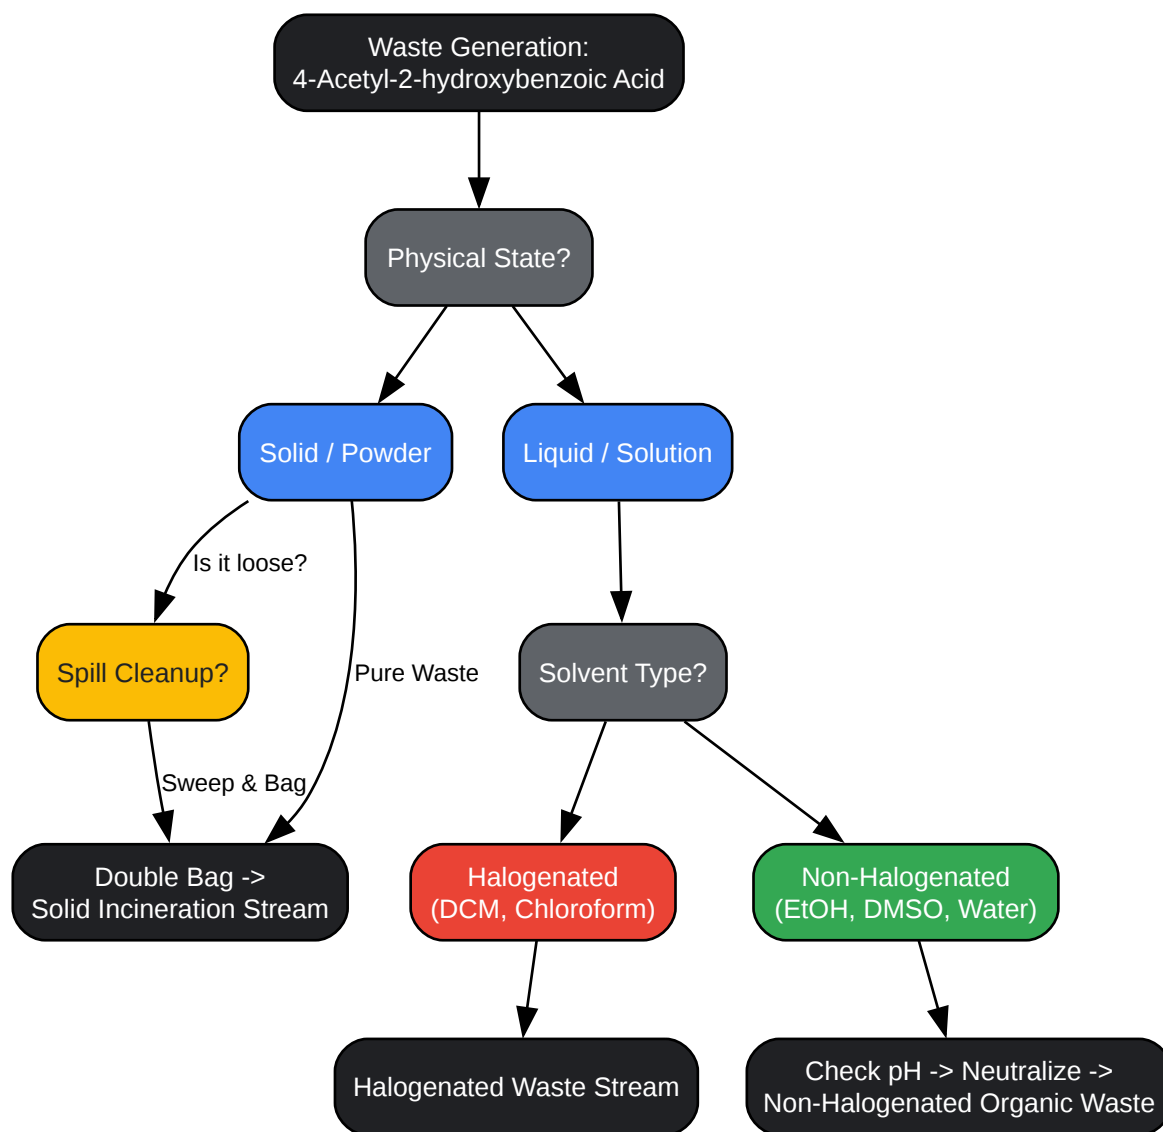 Waste Generation:
4-Acetyl-2-hydroxybenzoic Acid
Physical State?
Solid / Powder
Liquid / Solution
Is it loose?
Spill Cleanup?
Pure Waste
Solvent Type?
Sweep & Bag
Double Bag ->
Solid Incineration Stream
Halogenated
(DCM, Chloroform)
Non-Halogenated
(EtOH, DMSO, Water)
Halogenated Waste Stream
Check pH -> Neutralize ->
Non-Halogenated Organic Waste